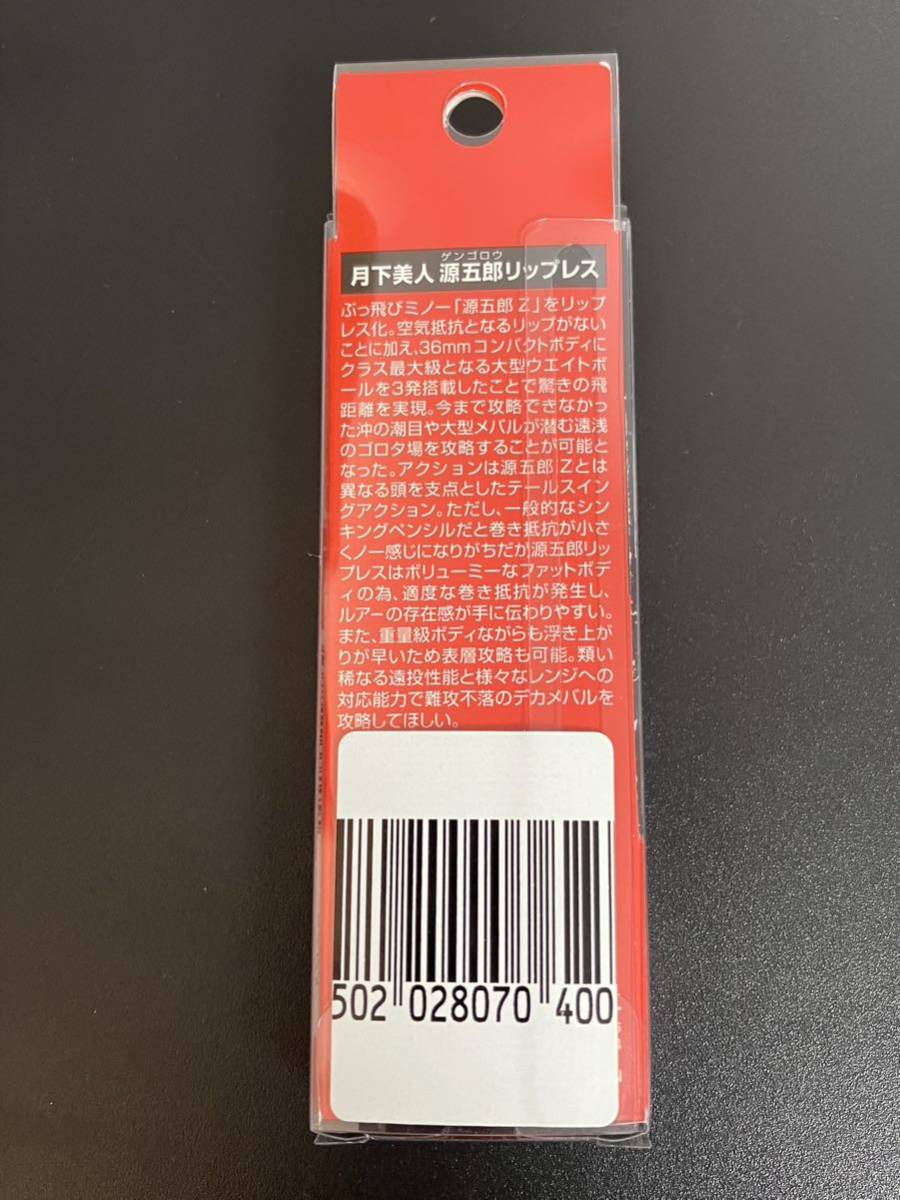 ゲンゴロウ
月下美人 源五郎リップレス
ぶっ飛びミノー「源五郎 Z」をリップ
レス化。空気抵抗となるリップがない
ことに加え、36mmコンパクトボディに
クラス最大級となる大型ウエイトボ
ールを3発搭載したことで驚きの飛
距離を実現。今まで攻略できなかっ
た沖の潮目や大型メバルが潜む遠浅
のゴロタ場を攻略することが可能と
なった。アクションは源五郎 Zとは
異なる頭を支点としたテールスイン
グアクション。ただし、一般的なシン
キングペンシルだと巻き抵抗が小さ
くノー感じになりがちだが源五郎リッ
プレスはボリューミーなファットボデ
ィの為、適度な巻き抵抗が発生し、
ルアーの存在感が手に伝わりやすい。
また、重量級ボディながらも浮き上が
りが早いため表層攻略も可能。類い
稀なる遠投性能と様々なレンジへの
対応能力で難攻不落のデカメバルを
攻略してほしい。
502 028070 400